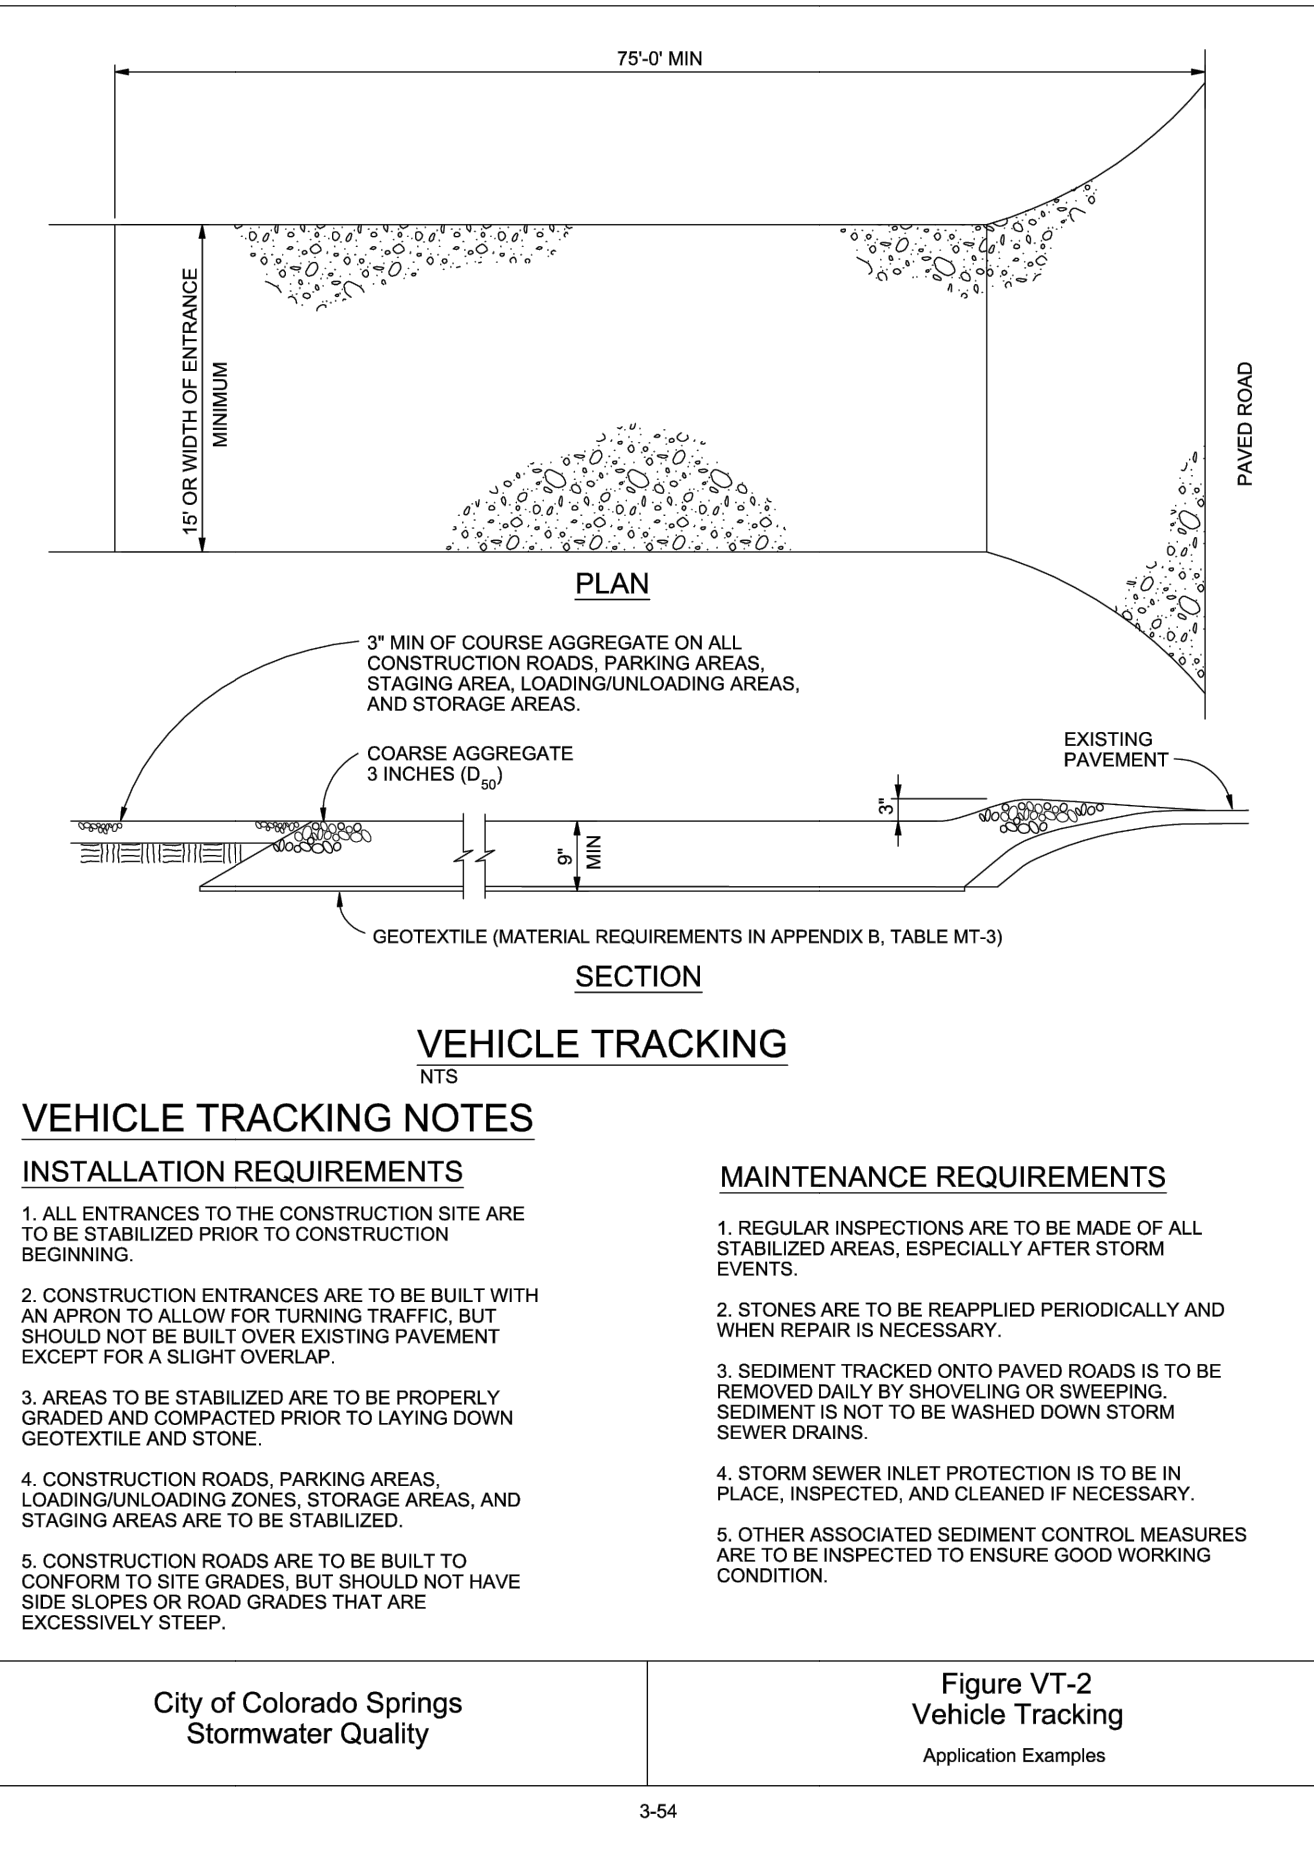 75'-0' MIN
15' OR WIDTH OF ENTRANCE
MINIMUM
PAVED ROAD
PLAN
3" MIN OF COURSE AGGREGATE ON ALL
CONSTRUCTION ROADS, PARKING AREAS,
STAGING AREA, LOADING/UNLOADING AREAS,
AND STORAGE AREAS.
COARSE AGGREGATE
3 INCHES (D50)
EXISTING
PAVEMENT
3"
9"
MIN
GEOTEXTILE (MATERIAL REQUIREMENTS IN APPENDIX B, TABLE MT-3)
SECTION
VEHICLE TRACKING
NTS
VEHICLE TRACKING NOTES
INSTALLATION REQUIREMENTS
1. ALL ENTRANCES TO THE CONSTRUCTION SITE ARE
TO BE STABILIZED PRIOR TO CONSTRUCTION
BEGINNING.
2. CONSTRUCTION ENTRANCES ARE TO BE BUILT WITH
AN APRON TO ALLOW FOR TURNING TRAFFIC, BUT
SHOULD NOT BE BUILT OVER EXISTING PAVEMENT
EXCEPT FOR A SLIGHT OVERLAP.
3. AREAS TO BE STABILIZED ARE TO BE PROPERLY
GRADED AND COMPACTED PRIOR TO LAYING DOWN
GEOTEXTILE AND STONE.
4. CONSTRUCTION ROADS, PARKING AREAS,
LOADING/UNLOADING ZONES, STORAGE AREAS, AND
STAGING AREAS ARE TO BE STABILIZED.
5. CONSTRUCTION ROADS ARE TO BE BUILT TO
CONFORM TO SITE GRADES, BUT SHOULD NOT HAVE
SIDE SLOPES OR ROAD GRADES THAT ARE
EXCESSIVELY STEEP.
MAINTENANCE REQUIREMENTS
1. REGULAR INSPECTIONS ARE TO BE MADE OF ALL
STABILIZED AREAS, ESPECIALLY AFTER STORM
EVENTS.
2. STONES ARE TO BE REAPPLIED PERIODICALLY AND
WHEN REPAIR IS NECESSARY.
3. SEDIMENT TRACKED ONTO PAVED ROADS IS TO BE
REMOVED DAILY BY SHOVELING OR SWEEPING.
SEDIMENT IS NOT TO BE WASHED DOWN STORM
SEWER DRAINS.
4. STORM SEWER INLET PROTECTION IS TO BE IN
PLACE, INSPECTED, AND CLEANED IF NECESSARY.
5. OTHER ASSOCIATED SEDIMENT CONTROL MEASURES
ARE TO BE INSPECTED TO ENSURE GOOD WORKING
CONDITION.
City of Colorado Springs
Stormwater Quality
Figure VT-2
Vehicle Tracking
Application Examples
3-54